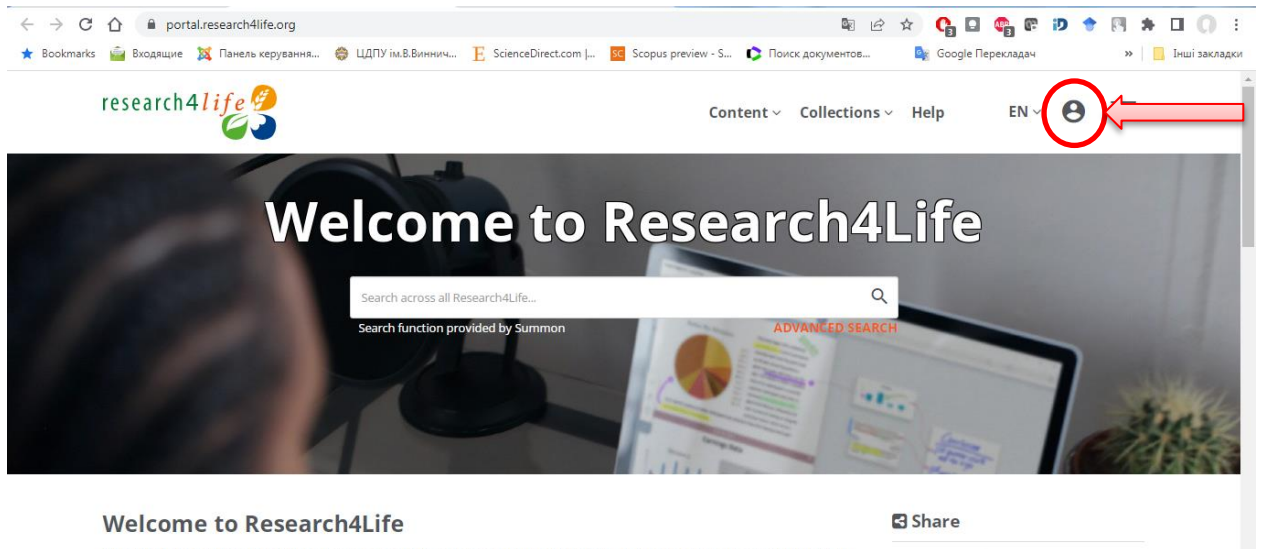 portal.research4life.org
Bookmarks Входящие Панель керування... ЦДПУ ім.В.Виннич... ScienceDirect.com |... Scopus preview - S... Поиск документов... Google Перекладач » Інші закладки
research4life
Content Collections Help EN
Welcome to Research4Life
Search across all Research4Life...
Search function provided by Summon ADVANCED SEARCH
Welcome to Research4Life Share